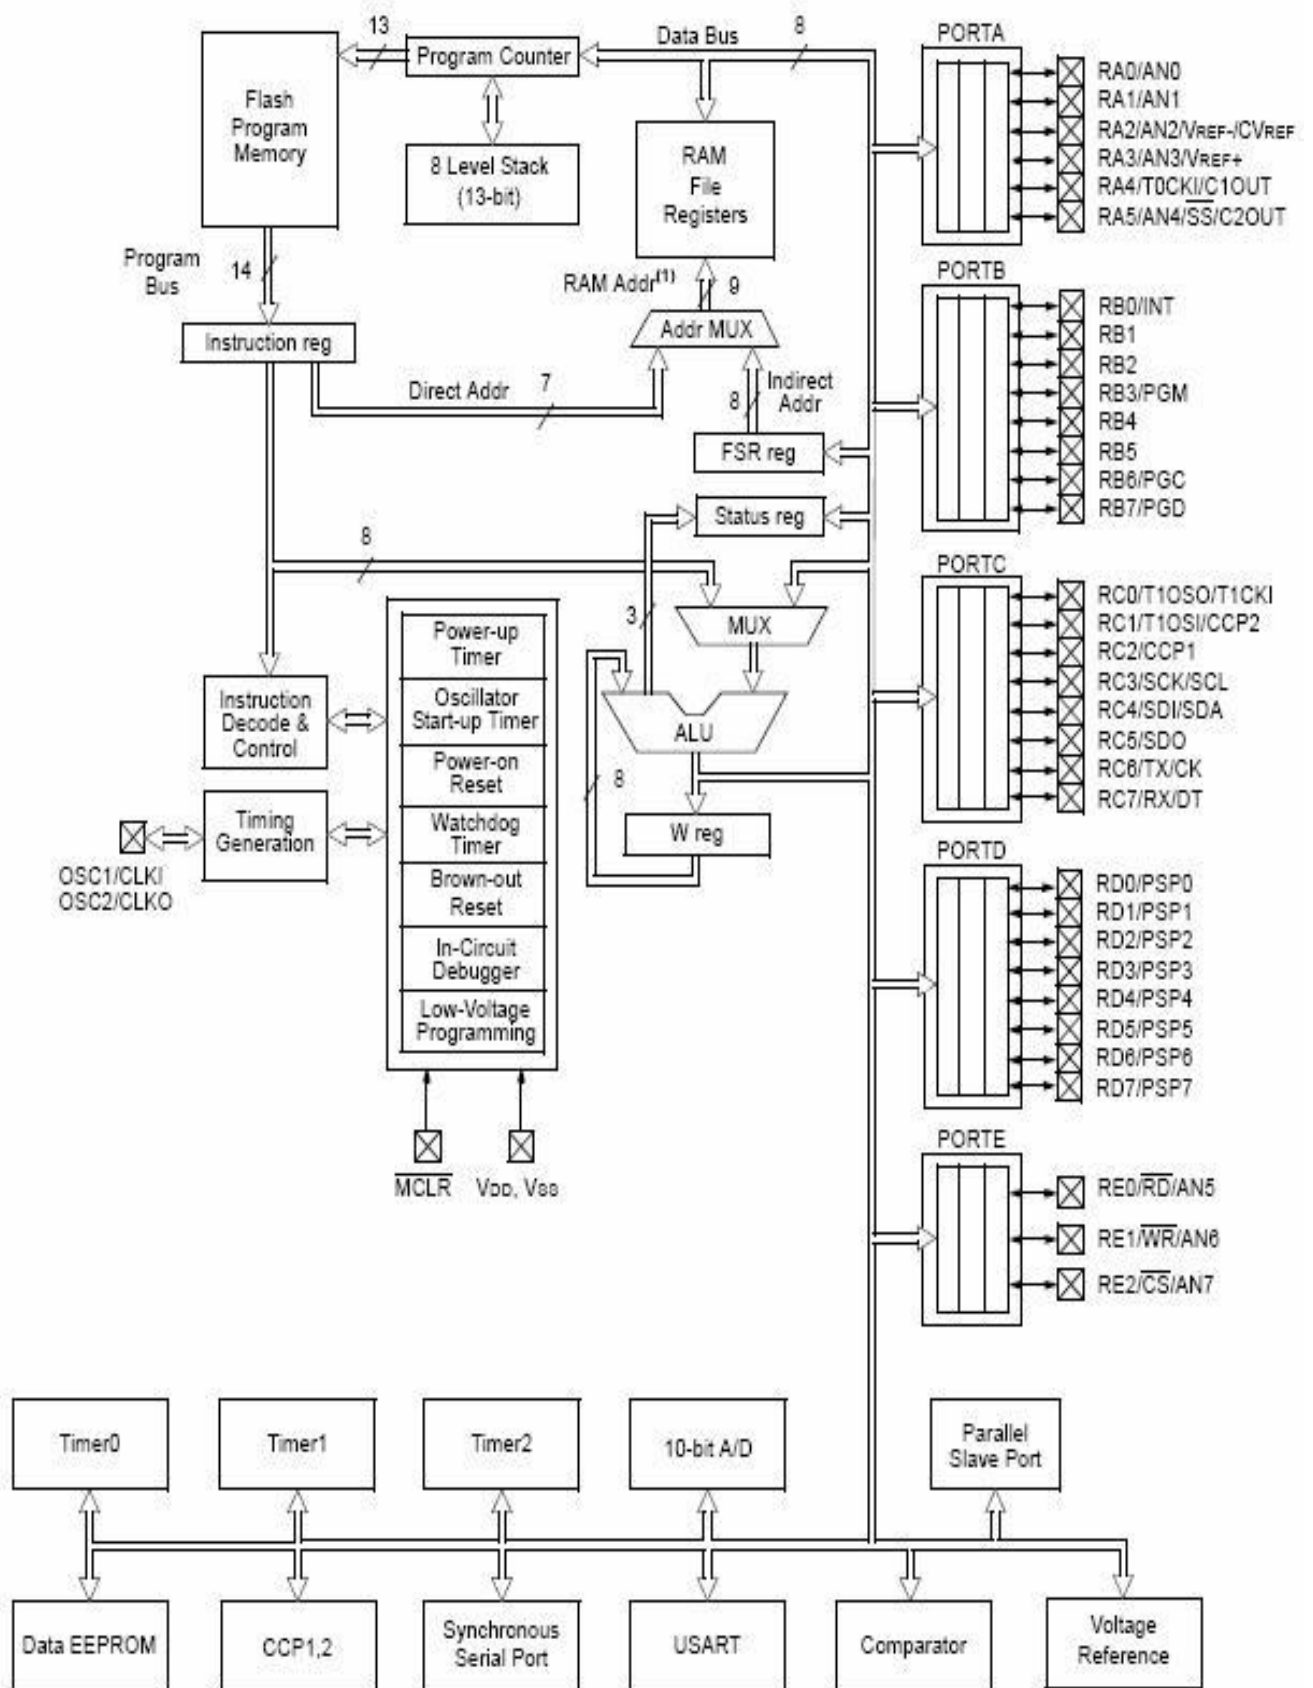 13
Data Bus
8
PORTA
Program Counter
Flash
Program
Memory
8 Level Stack
(13-bit)
RAM
File
Registers
RA0/AN0
RA1/AN1
RA2/AN2/VREF-/CVREF
RA3/AN3/VREF+
RA4/T0CKI/C1OUT
RA5/AN4/SS/C2OUT
Program
Bus
14
RAM Addr(1)
9
PORTB
Instruction reg
Addr MUX
RB0/INT
RB1
RB2
RB3/PGM
RB4
RB5
RB6/PGC
RB7/PGD
Direct Addr
7
8
Indirect
Addr
FSR reg
Status reg
8
3
MUX
PORTC
RC0/T1OSO/T1CKI
RC1/T1OSI/CCP2
RC2/CCP1
RC3/SCK/SCL
RC4/SDI/SDA
RC5/SDO
RC6/TX/CK
RC7/RX/DT
Power-up
Timer
Oscillator
Start-up Timer
Power-on
Reset
Watchdog
Timer
Brown-out
Reset
In-Circuit
Debugger
Low-Voltage
Programming
Instruction
Decode &
Control
Timing
Generation
OSC1/CLKI
OSC2/CLKO
ALU
8
W reg
PORTD
RD0/PSP0
RD1/PSP1
RD2/PSP2
RD3/PSP3
RD4/PSP4
RD5/PSP5
RD6/PSP6
RD7/PSP7
MCLR
VDD, VSS
PORTE
RE0/RD/AN5
RE1/WR/AN6
RE2/CS/AN7
Timer0
Timer1
Timer2
10-bit A/D
Parallel
Slave Port
Data EEPROM
CCP1,2
Synchronous
Serial Port
USART
Comparator
Voltage
Reference